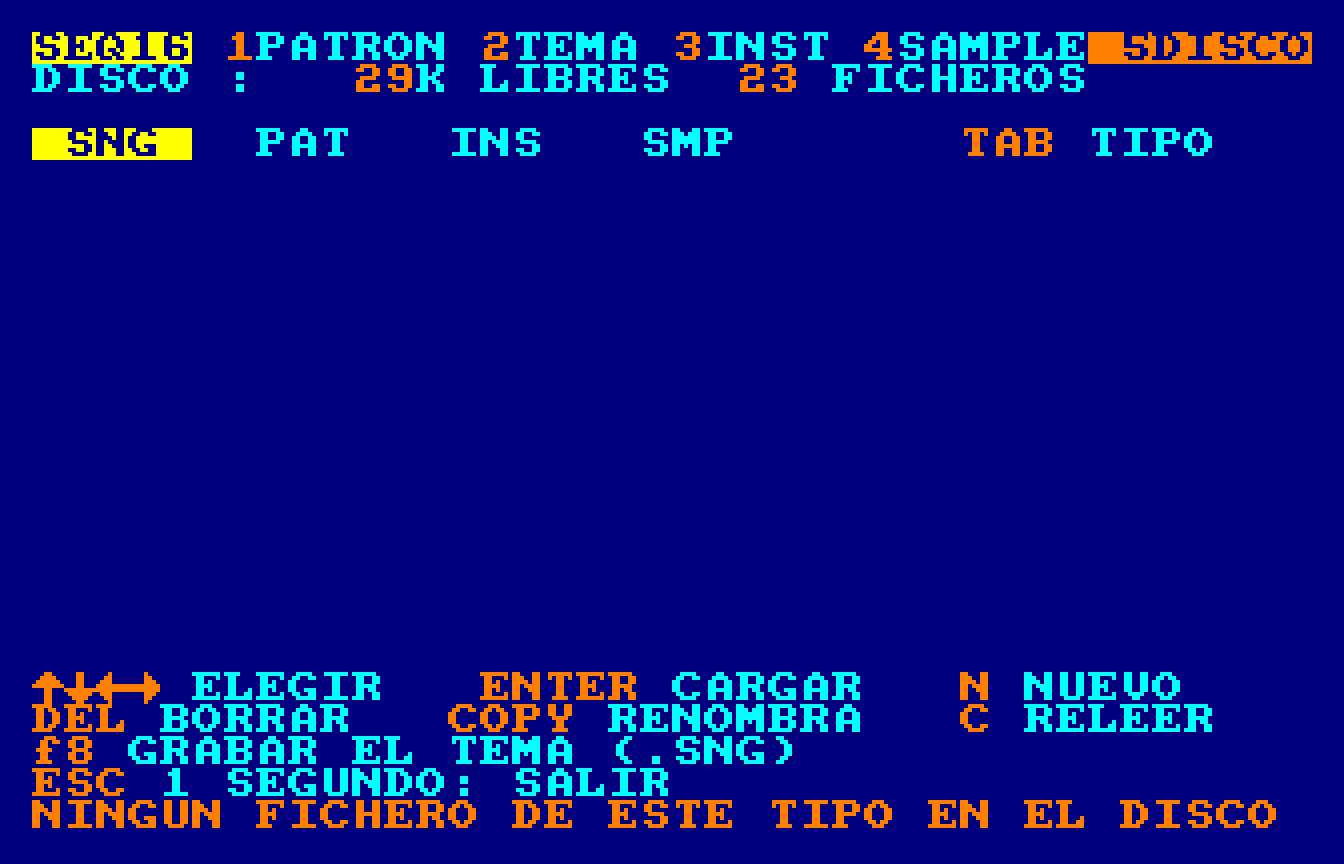 SEQ16 1PATRON 2TEMA 3INST 4SAMPLE 5DISCO
DISCO : 29K LIBRES 23 FICHEROS
SNG PAT INS SMP TAB TIPO
↑↓←→ ELEGIR ENTER CARGAR N NUEVO
DEL BORRAR COPY RENOMBRA C RELEER
f8 GRABAR EL TEMA (.SNG)
ESC 1 SEGUNDO: SALIR
NINGUN FICHERO DE ESTE TIPO EN EL DISCO